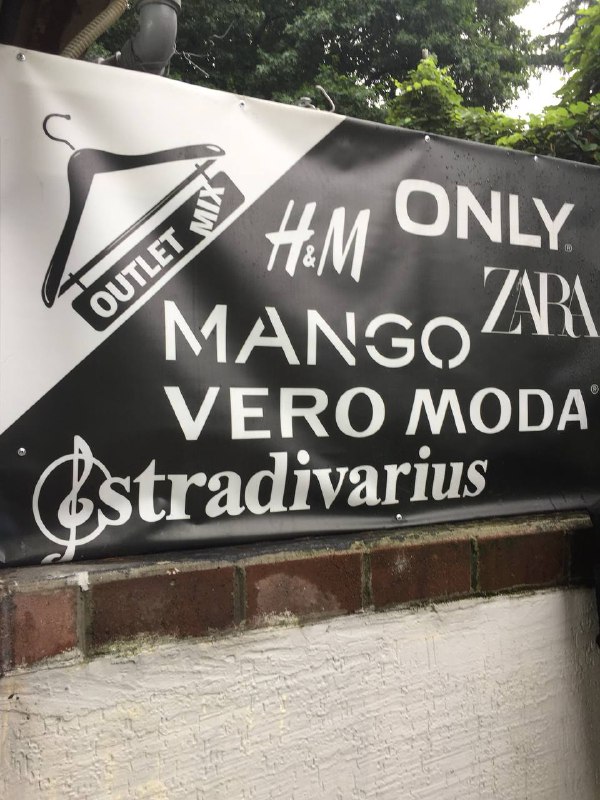 OUTLET MIX
H&M
ONLY®
ZARA
MANGO
VERO MODA®
stradivarius